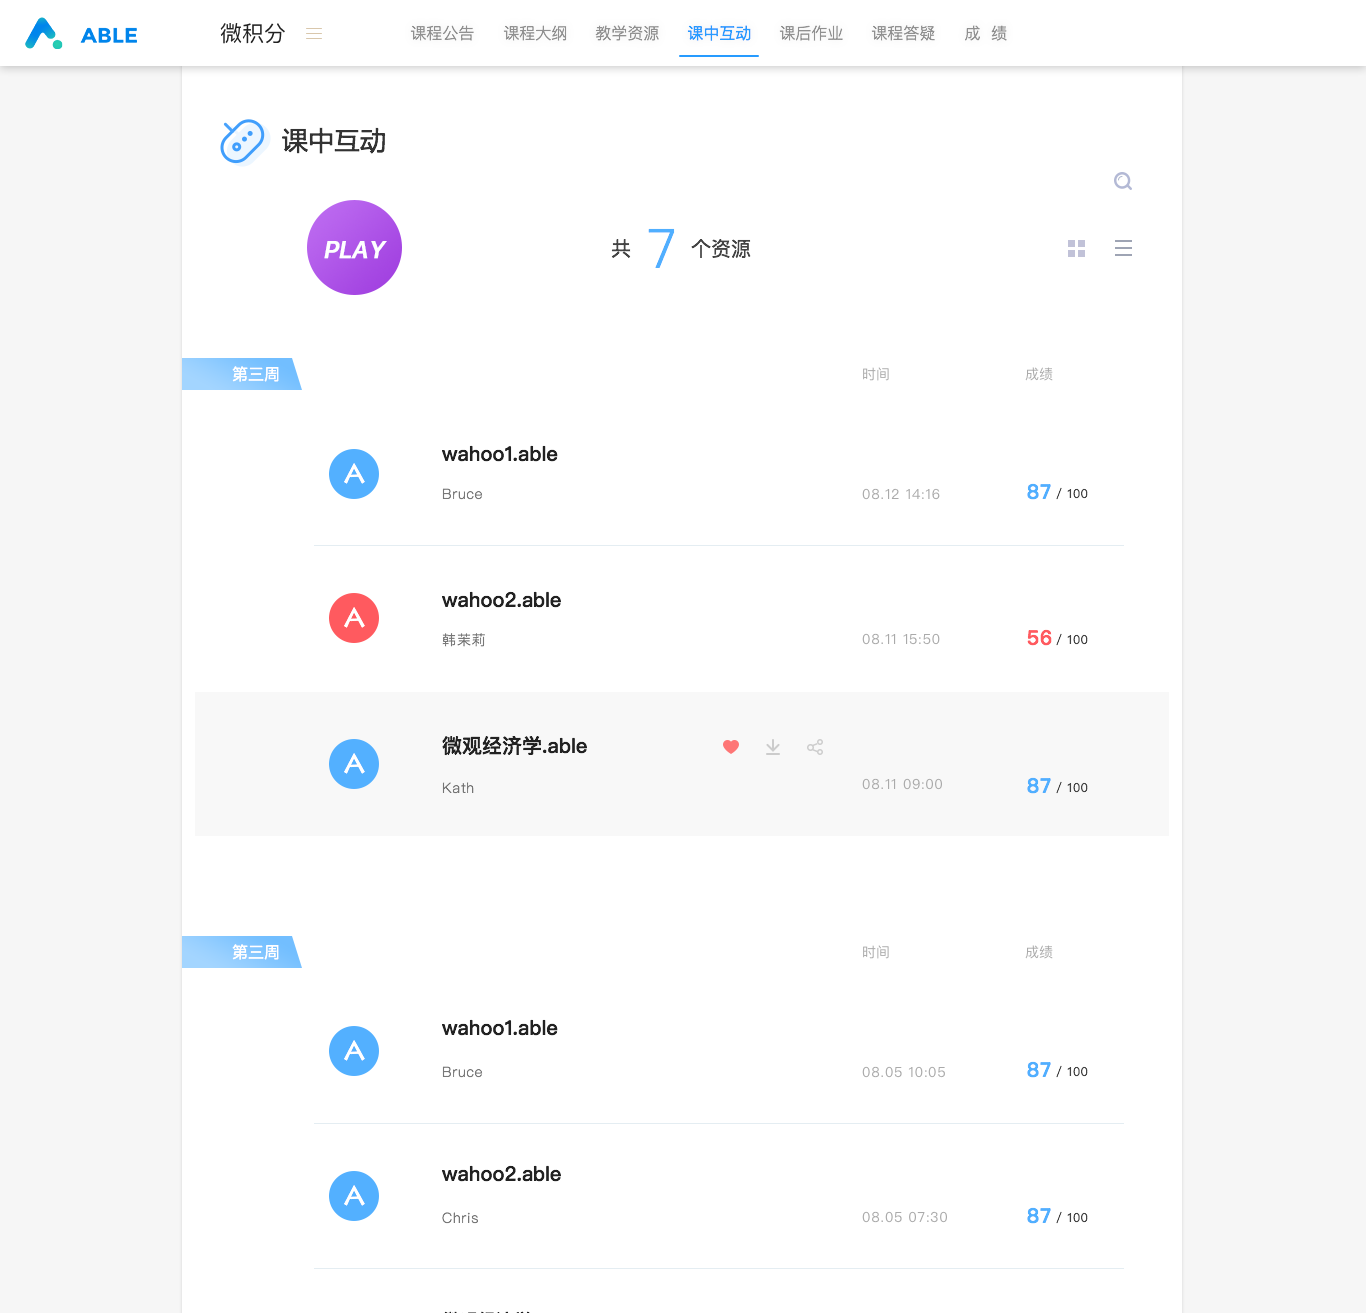 ABLE
微积分
课程公告 课程大纲 教学资源 课中互动 课后作业 课程答疑 成 绩
课中互动
PLAY
共 7 个资源
第三周 时间 成绩
wahoo1.able
Bruce 08.12 14:16 87 / 100
wahoo2.able
韩茉莉 08.11 15:50 56 / 100
微观经济学.able
Kath 08.11 09:00 87 / 100
第三周 时间 成绩
wahoo1.able
Bruce 08.05 10:05 87 / 100
wahoo2.able
Chris 08.05 07:30 87 / 100